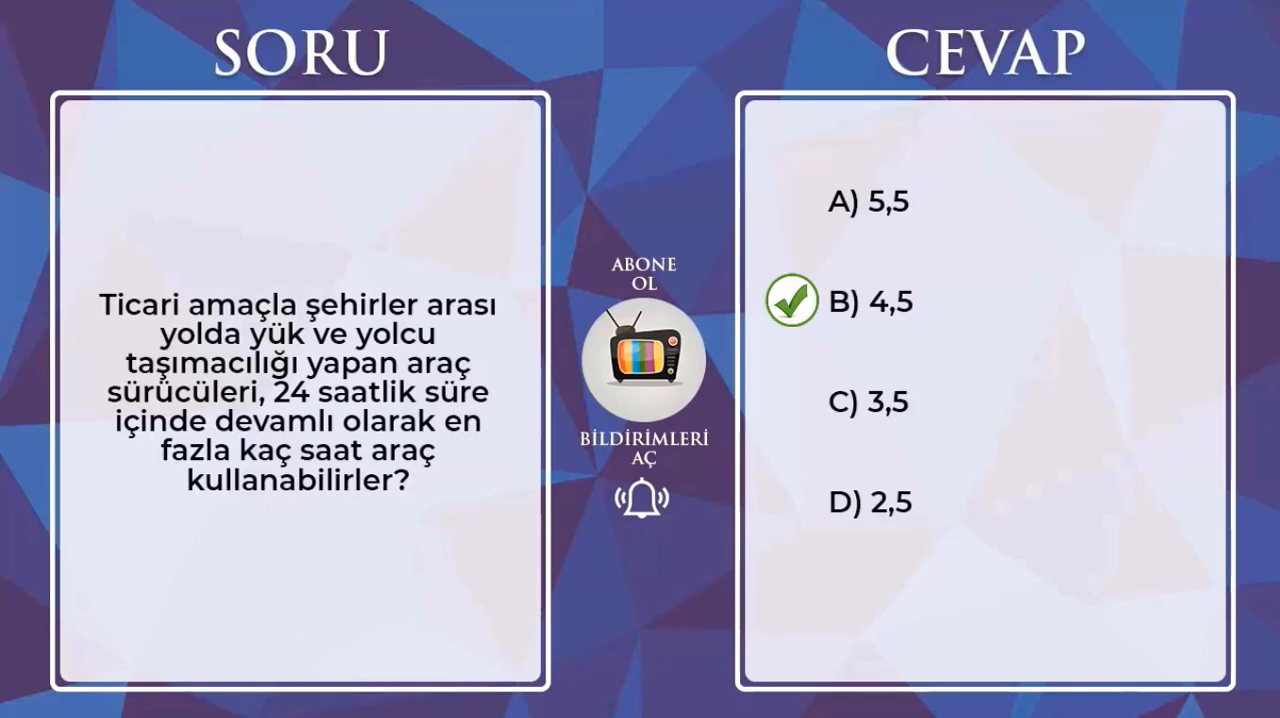 SORU
Ticari amaçla şehirler arası
yolda yük ve yolcu
taşımacılığı yapan araç
sürücüleri, 24 saatlik süre
içinde devamlı olarak en
fazla kaç saat araç
kullanabilirler?
ABONE
OL
BİLDİRİMLERİ
AÇ
CEVAP
A) 5,5
B) 4,5
C) 3,5
D) 2,5